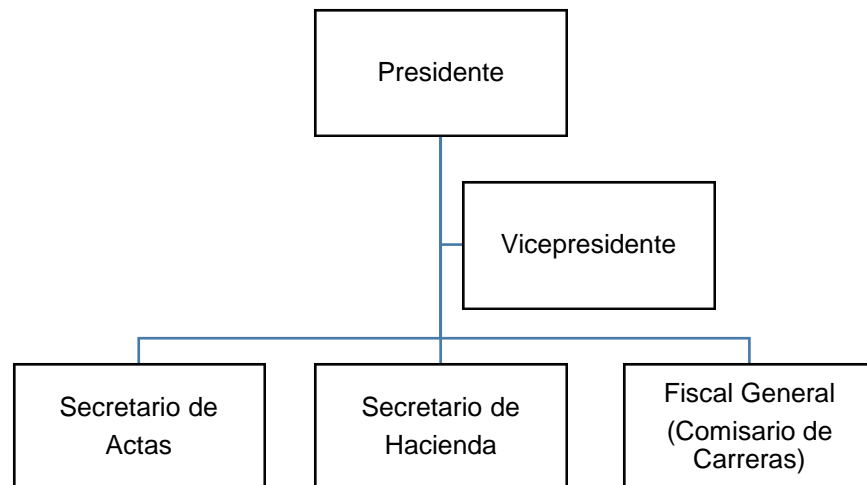 Presidente
Vicepresidente
Secretario de
Actas
Secretario de
Hacienda
Fiscal General
(Comisario de
Carreras)